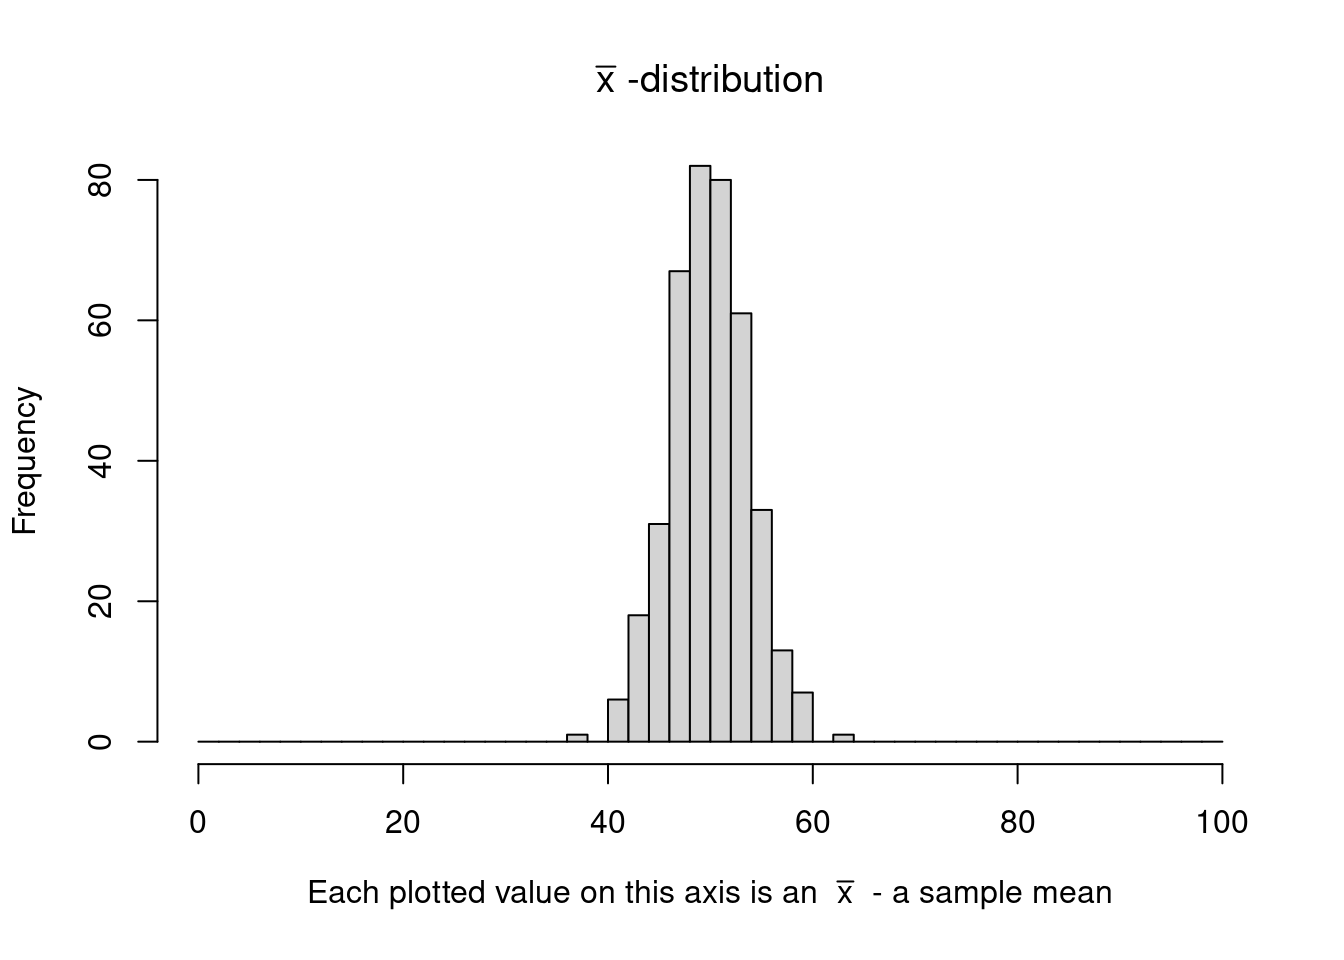 x̅ -distribution
Frequency
80
60
40
20
0
0 20 40 60 80 100
Each plotted value on this axis is an x̅ - a sample mean